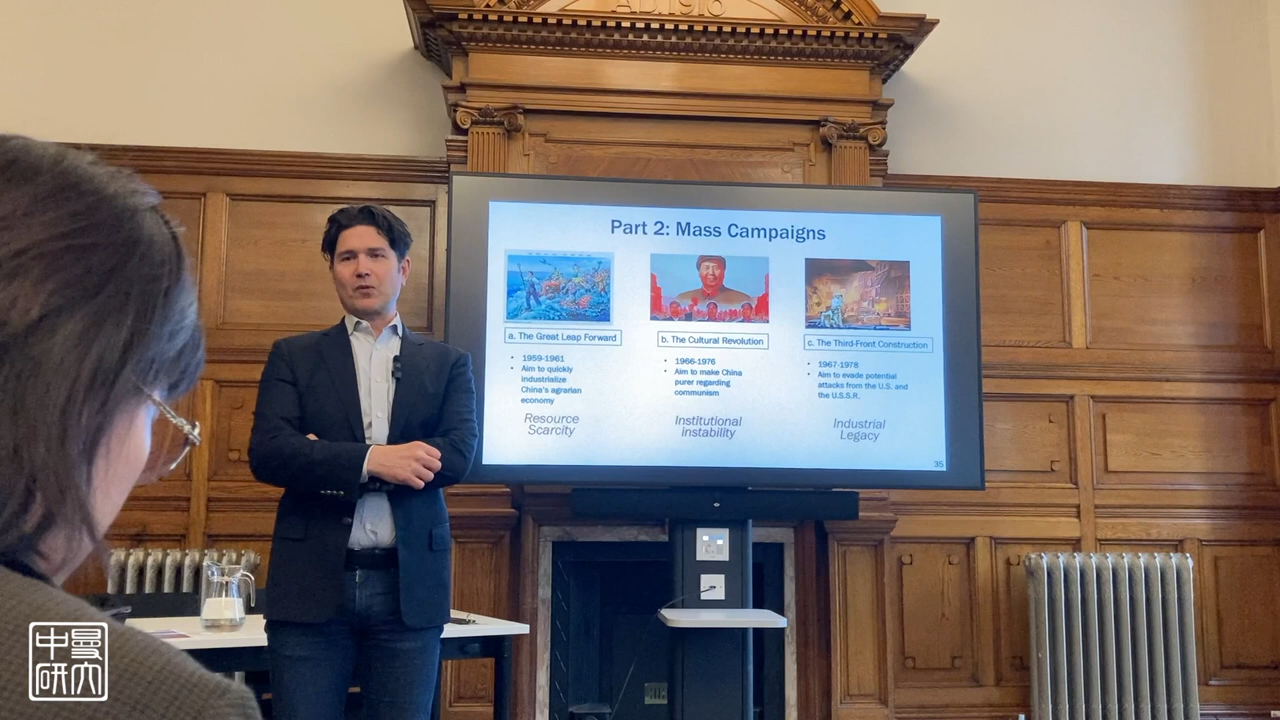 A.D. 1910
Part 2: Mass Campaigns
a. The Great Leap Forward
• 1959-1961
• Aim to quickly
industrialize
China's agrarian
economy
Resource
Scarcity
b. The Cultural Revolution
• 1966-1976
• Aim to make China
purer regarding
communism
Institutional
instability
c. The Third-Front Construction
• 1967-1978
• Aim to evade potential
attacks from the U.S. and
the U.S.S.R.
Industrial
Legacy
35
中曼
研六